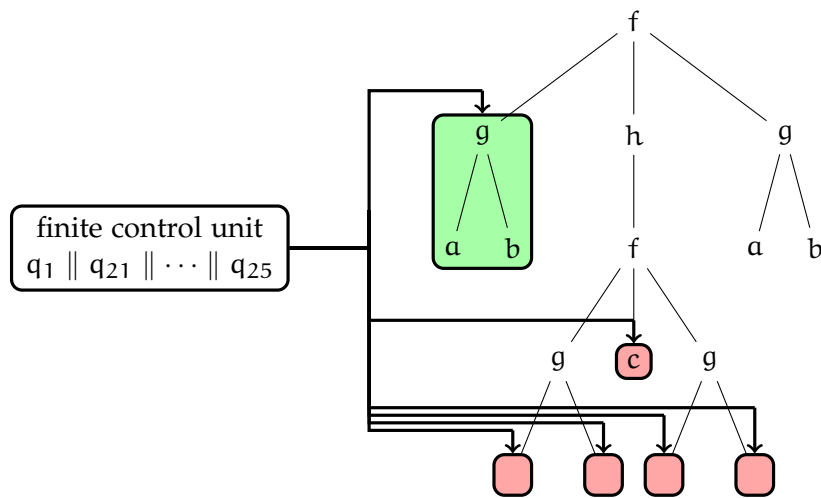 f
g h g
finite control unit
q₁ ∥ q₂₁ ∥ ⋯ ∥ q₂₅
a b f a b
g c g